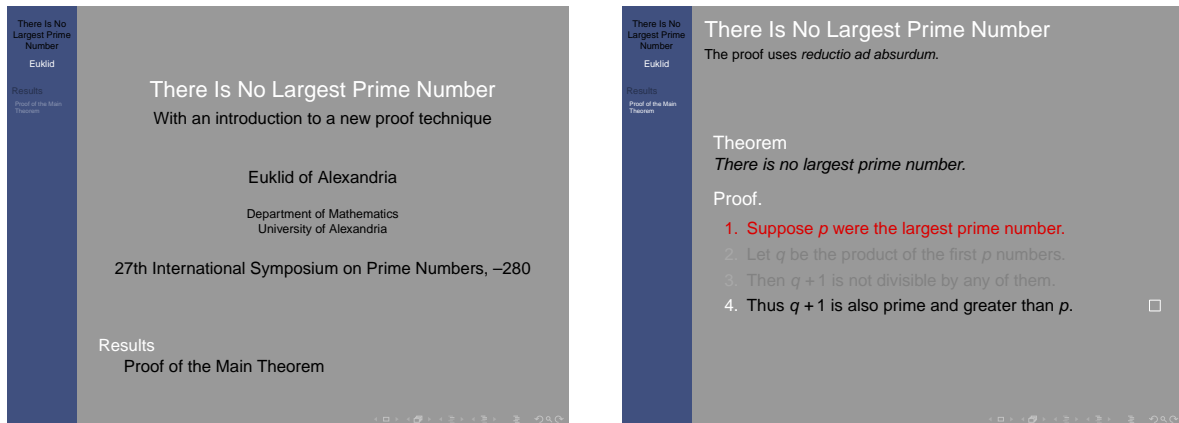 There Is No
Largest Prime
Number
Euklid
Results
Proof of the Main
Theorem
There Is No Largest Prime Number
With an introduction to a new proof technique
Euklid of Alexandria
Department of Mathematics
University of Alexandria
27th International Symposium on Prime Numbers, –280
Results
Proof of the Main Theorem
There Is No
Largest Prime
Number
Euklid
Results
Proof of the Main
Theorem
There Is No Largest Prime Number
The proof uses reductio ad absurdum.
Theorem
There is no largest prime number.
Proof.
1. Suppose p were the largest prime number.
2. Let q be the product of the first p numbers.
3. Then q + 1 is not divisible by any of them.
4. Thus q + 1 is also prime and greater than p. □